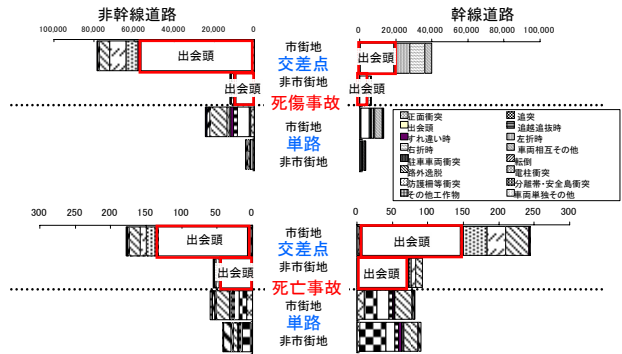 非幹線道路
幹線道路
100,000 80,000 60,000 40,000 20,000 0
0 20,000 40,000 60,000 80,000 100,000
市街地
交差点
非市街地
出会頭
出会頭
出会頭
出会頭
死傷事故
市街地
単路
非市街地
正面衝突
出会頭
すれ違い時
右折時
駐車車両衝突
路外逸脱
防護柵等衝突
その他工作物
追突
追越追抜時
左折時
車両相互その他
転倒
電柱衝突
分離帯・安全島衝突
車両単独その他
300 250 200 150 100 50 0
0 50 100 150 200 250 300
市街地
交差点
非市街地
出会頭
出会頭
出会頭
出会頭
死亡事故
市街地
単路
非市街地